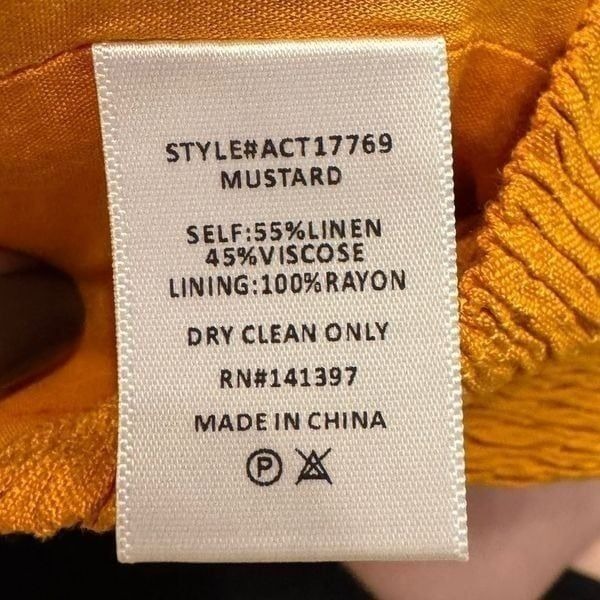 STYLE#ACT17769
MUSTARD
SELF:55%LINEN
45%VISCOSE
LINING:100%RAYON
DRY CLEAN ONLY
RN#141397
MADE IN CHINA
P